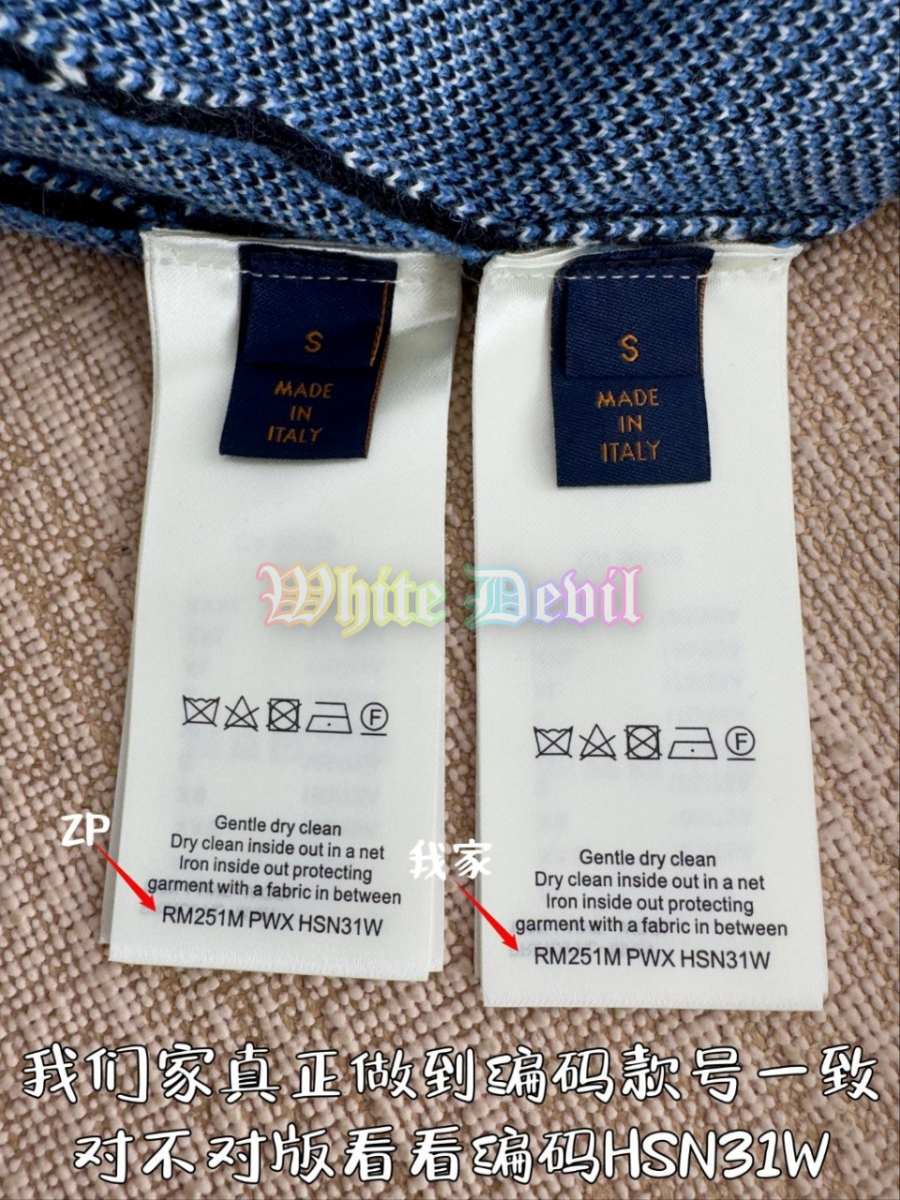 S
MADE
IN
ITALY
S
MADE
IN
ITALY
White Devil
F
F
ZP
Gentle dry clean
Dry clean inside out in a net
Iron inside out protecting
garment with a fabric in between
RM251M PWX HSN31W
我家
Gentle dry clean
Dry clean inside out in a net
Iron inside out protecting
garment with a fabric in between
RM251M PWX HSN31W
我们家真正做到编码款号一致
对不对版看看编码HSN31W